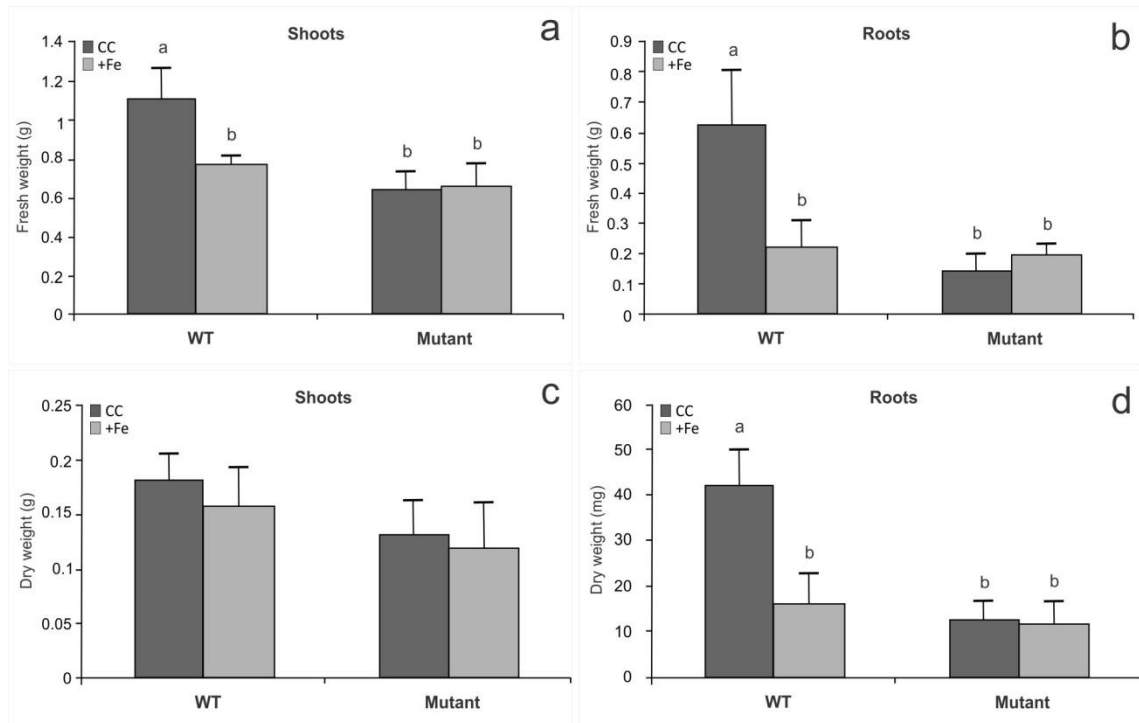 Shoots
a
CC
+Fe
Fresh weight (g)
1.4
1.2
1
0.8
0.6
0.4
0.2
0
a
b
b
b
WT
Mutant
Roots
b
CC
+Fe
Fresh weight (g)
0.9
0.8
0.7
0.6
0.5
0.4
0.3
0.2
0.1
0
a
b
b
b
WT
Mutant
Shoots
c
CC
+Fe
Dry weight (g)
0.25
0.2
0.15
0.1
0.05
0
WT
Mutant
Roots
d
CC
+Fe
Dry weight (mg)
60
50
40
30
20
10
0
a
b
b
b
WT
Mutant